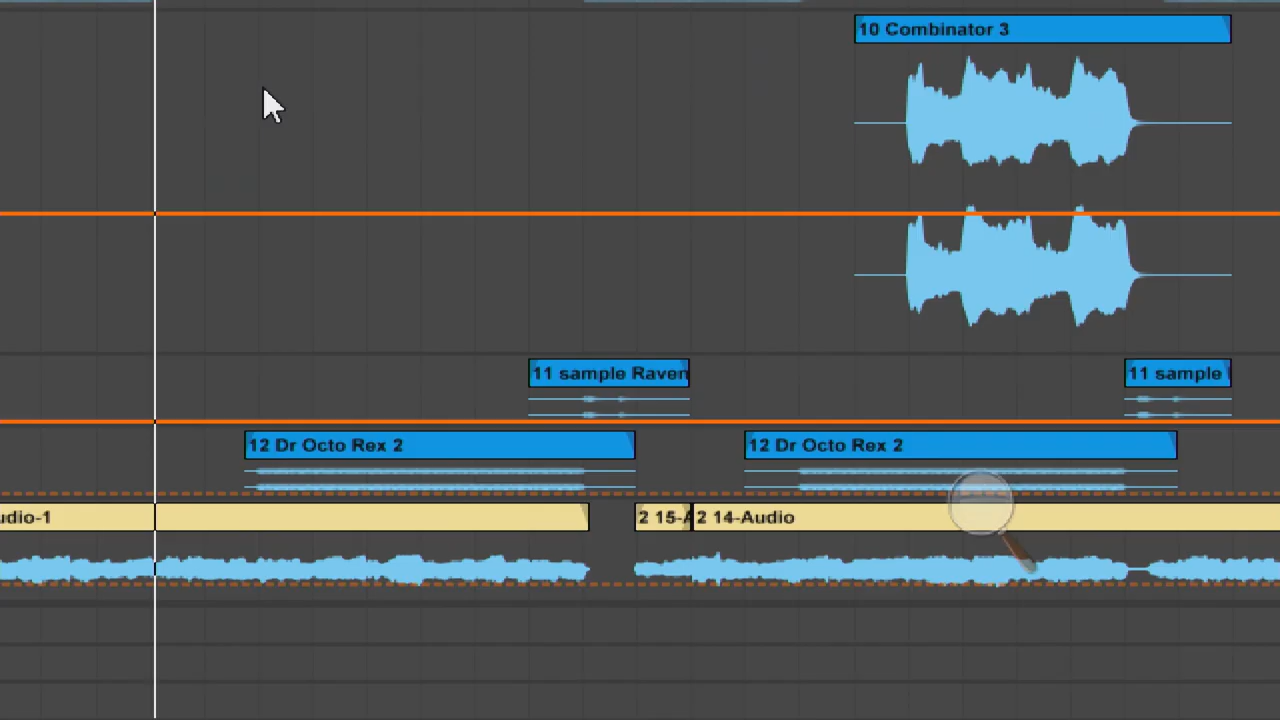 10 Combinator 3
11 sample Raven
11 sample
12 Dr Octo Rex 2
12 Dr Octo Rex 2
udio-1
2 15-A
2 14-Audio